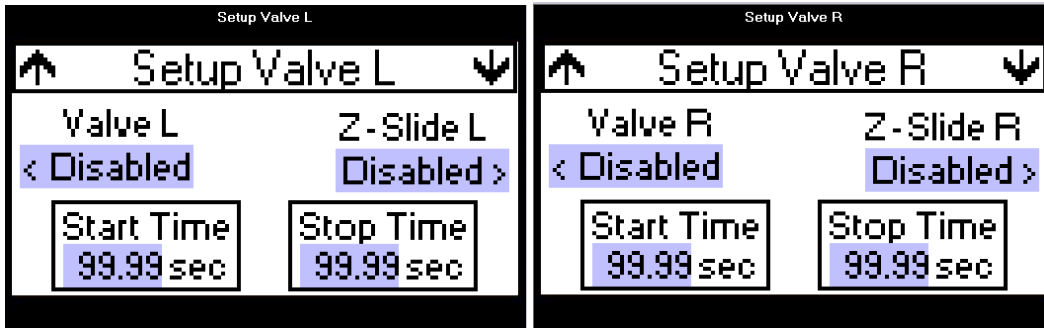 Setup Valve L
↑ Setup Valve L ↓
Valve L Z-Slide L
< Disabled Disabled >
Start Time Stop Time
99.99 sec 99.99 sec
Setup Valve R
↑ Setup Valve R ↓
Valve R Z-Slide R
< Disabled Disabled >
Start Time Stop Time
99.99 sec 99.99 sec